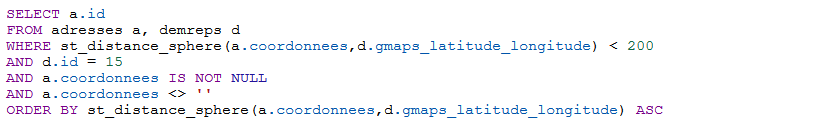 SELECT a.id
FROM adresses a, demreps d
WHERE st_distance_sphere(a.coordonnees,d.gmaps_latitude_longitude) < 200
AND d.id = 15
AND a.coordonnees IS NOT NULL
AND a.coordonnees <> ''
ORDER BY st_distance_sphere(a.coordonnees,d.gmaps_latitude_longitude) ASC